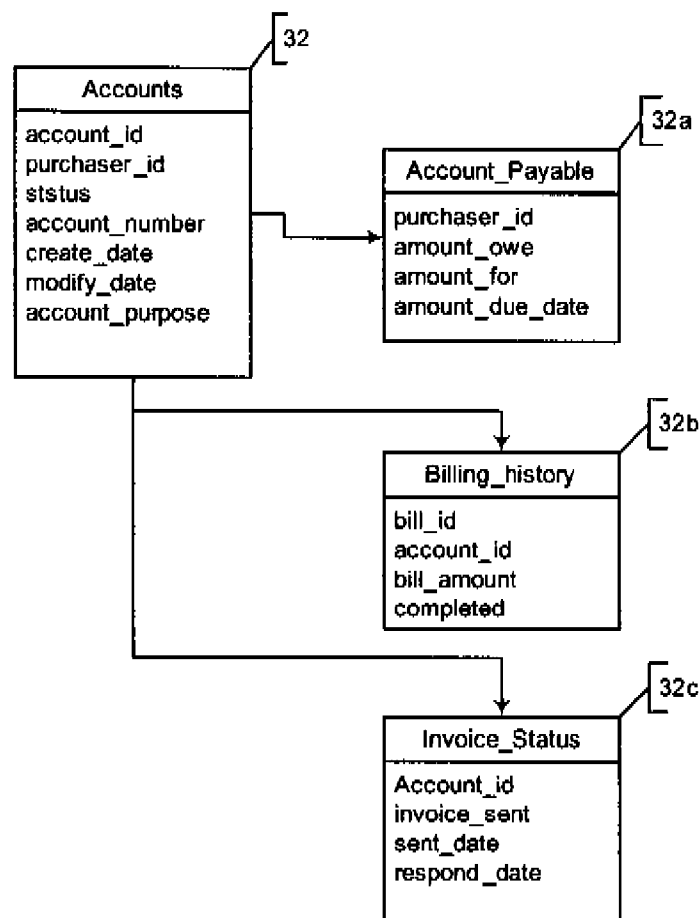 32
Accounts
account_id
purchaser_id
ststus
account_number
create_date
modify_date
account_purpose
32a
Account_Payable
purchaser_id
amount_owe
amount_for
amount_due_date
32b
Billing_history
bill_id
account_id
bill_amount
completed
32c
Invoice_Status
Account_id
invoice_sent
sent_date
respond_date